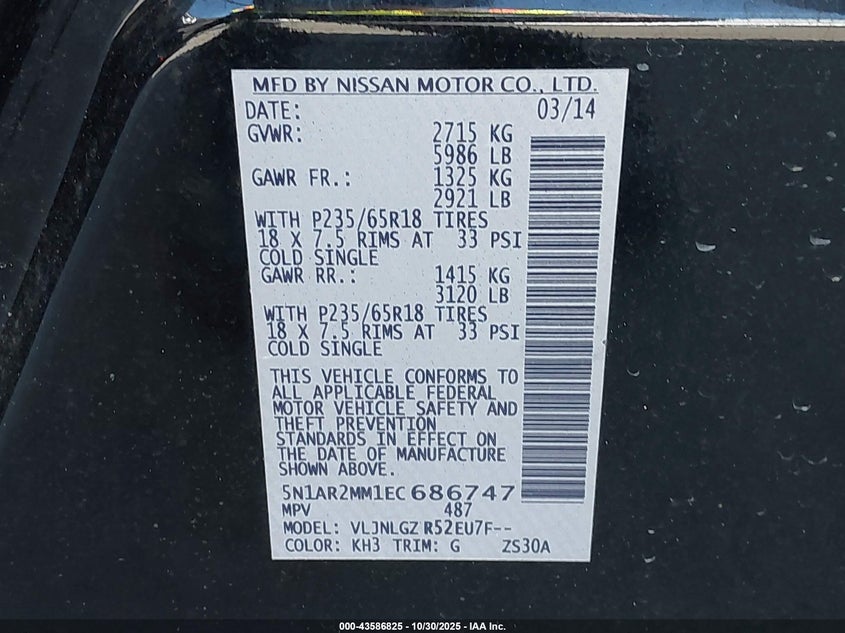 MFD BY NISSAN MOTOR CO., LTD.
DATE: 03/14
GVWR: 2715 KG
5986 LB
GAWR FR.: 1325 KG
2921 LB
WITH P235/65R18 TIRES
18 X 7.5 RIMS AT 33 PSI
COLD SINGLE
GAWR RR.: 1415 KG
3120 LB
WITH P235/65R18 TIRES
18 X 7.5 RIMS AT 33 PSI
COLD SINGLE
THIS VEHICLE CONFORMS TO
ALL APPLICABLE FEDERAL
MOTOR VEHICLE SAFETY AND
THEFT PREVENTION
STANDARDS IN EFFECT ON
THE DATE OF MANUFACTURE
SHOWN ABOVE.
5N1AR2MM1EC686747
MPV 487
MODEL: VLJNLGZ R52EU7F--
COLOR: KH3 TRIM: G ZS30A
000-43586825 - 10/30/2025 - IAA Inc.